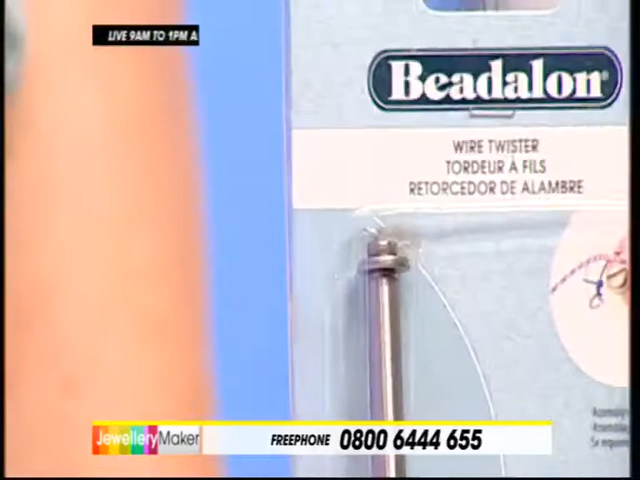 LIVE 9AM TO 1PM A
Beadalon
WIRE TWISTER
TORDEUR À FILS
RETORCEDOR DE ALAMBRE
JewelleryMaker
FREEPHONE 0800 6444 655